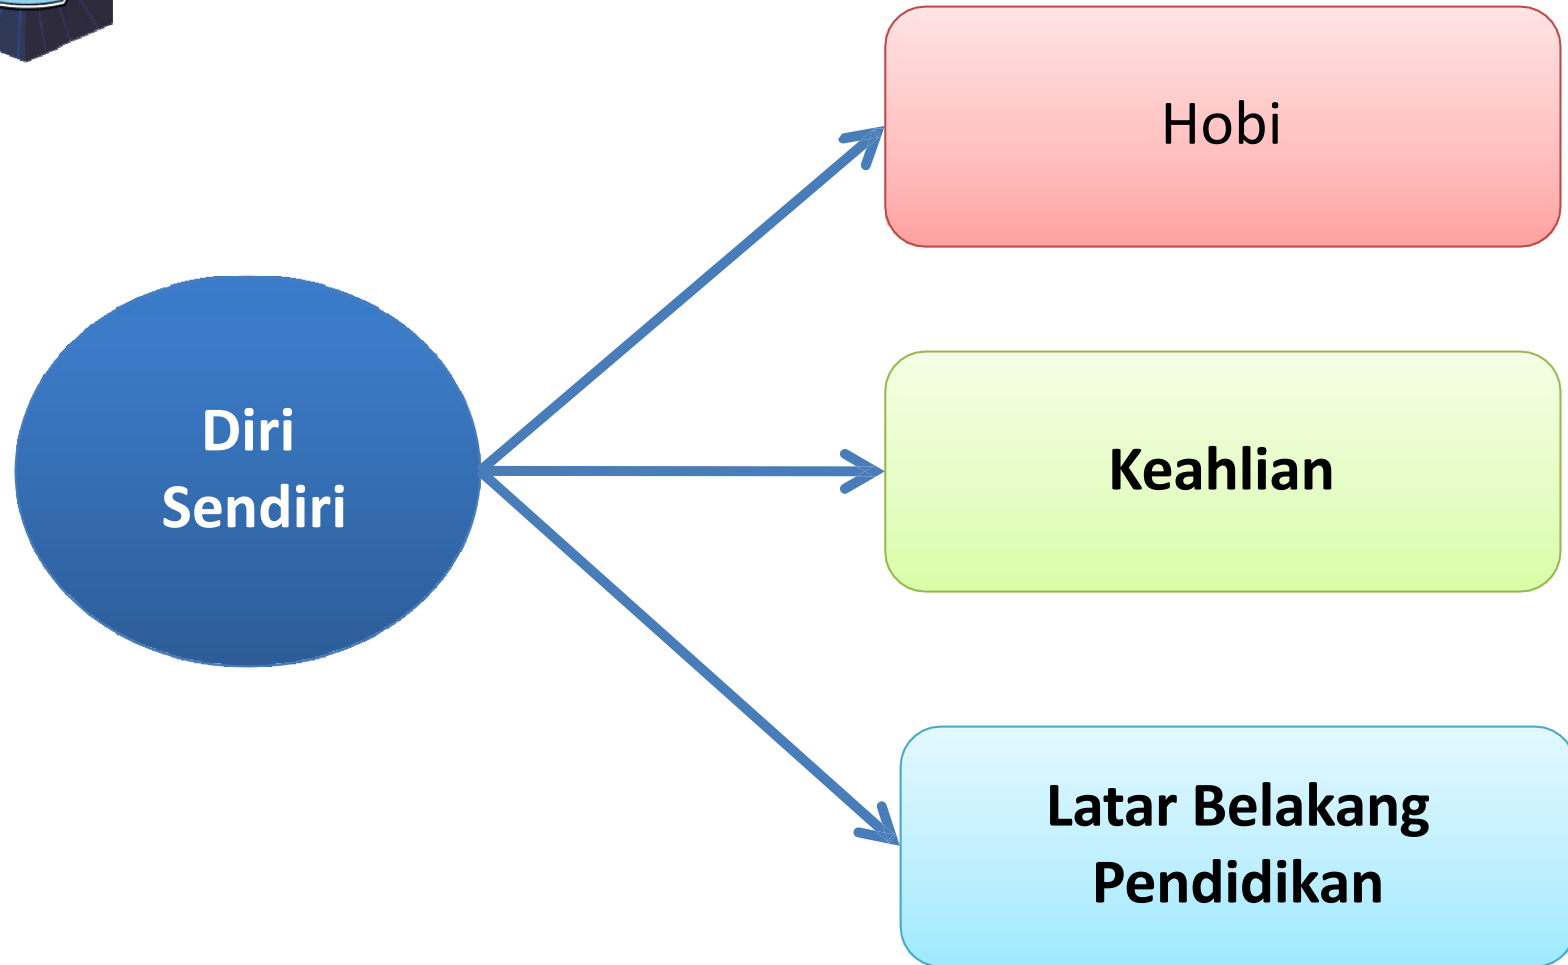 Hobi
Diri
Sendiri
Keahlian
Latar Belakang
Pendidikan